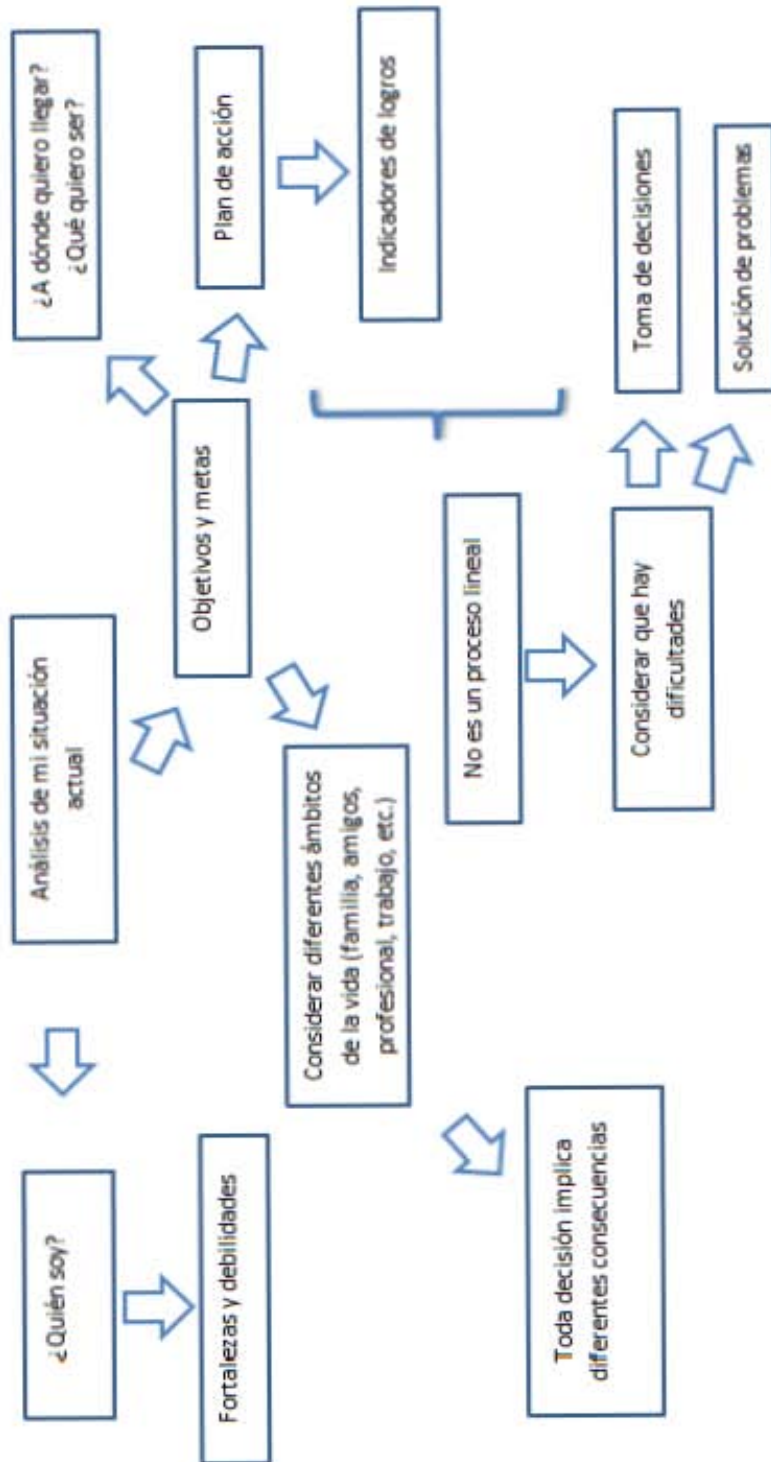 ¿Quién soy?
Análisis de mi situación
actual
¿A dónde quiero llegar?
¿Qué quiero ser?
Fortalezas y debilidades
Objetivos y metas
Plan de acción
Considerar diferentes ámbitos
de la vida (familia, amigos,
profesional, trabajo, etc.)
Indicadores de logros
No es un proceso lineal
Toda decisión implica
diferentes consecuencias
Considerar que hay
dificultades
Toma de decisiones
Solución de problemas